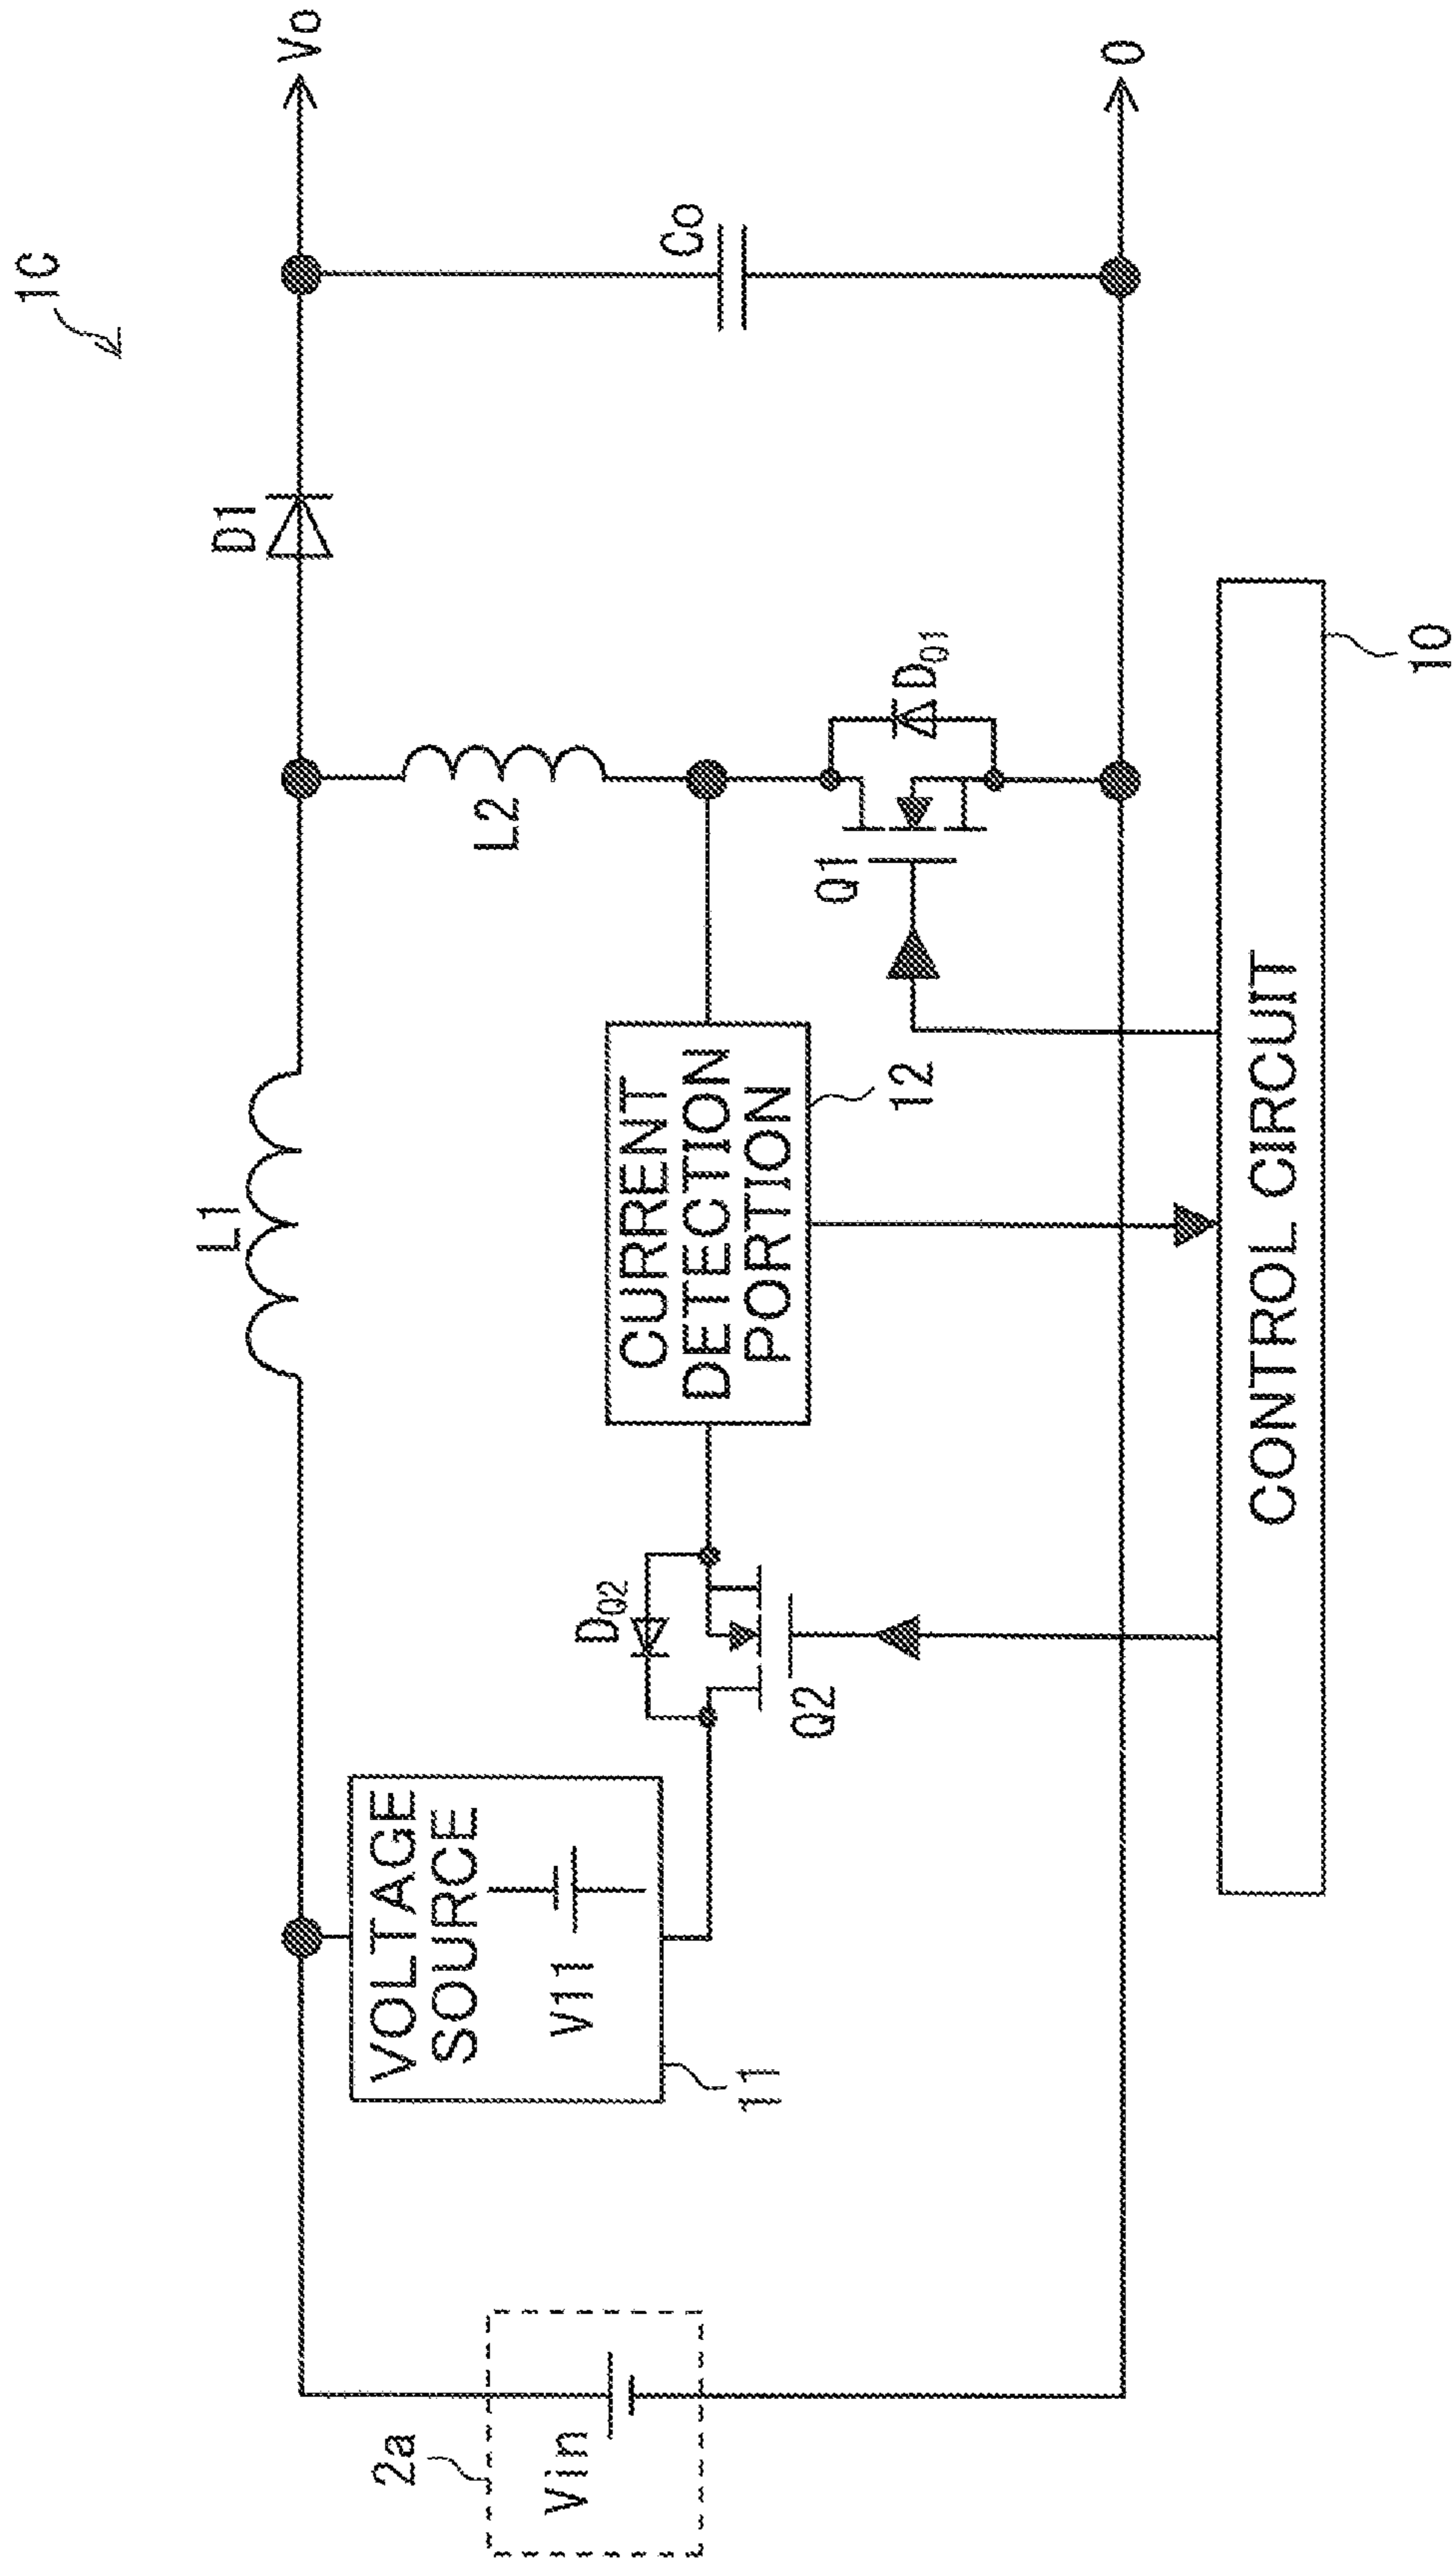 1C
L1
D1
Vo
VOLTAGE
SOURCE
V11
11
2a
Vin
DQ2
Q2
CURRENT
DETECTION
PORTION
12
L2
Q1
DQ1
Co
0
CONTROL CIRCUIT
10